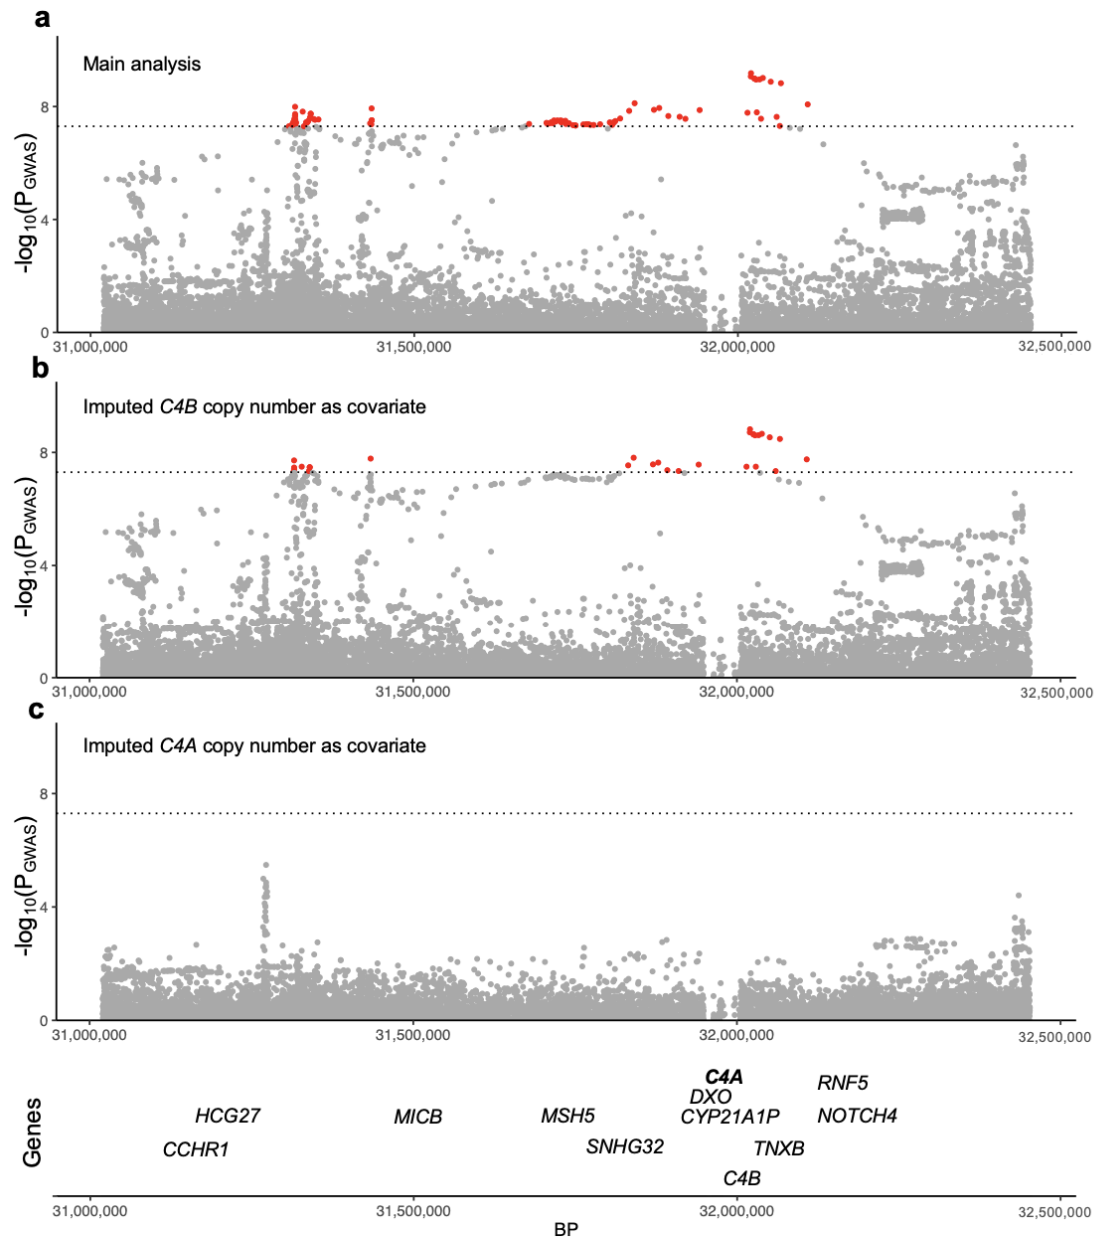 a
Main analysis
-log10(PGWAS)
8
4
0
31,000,000 31,500,000 32,000,000 32,500,000
b
Imputed C4B copy number as covariate
-log10(PGWAS)
8
4
0
31,000,000 31,500,000 32,000,000 32,500,000
c
Imputed C4A copy number as covariate
-log10(PGWAS)
8
4
0
31,000,000 31,500,000 32,000,000 32,500,000
Genes
C4A RNF5
DXO
HCG27 MICB MSH5 CYP21A1P NOTCH4
CCHR1 SNHG32 TNXB
C4B
31,000,000 31,500,000 32,000,000 32,500,000
BP